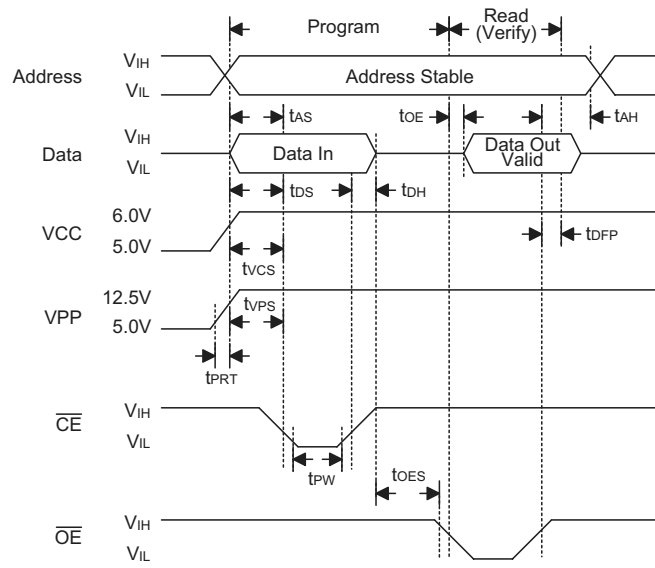 Program
Read
(Verify)
Address
VIH
VIL
Address Stable
tAS
tOE
tAH
Data
VIH
VIL
Data In
Data Out
Valid
tDS
tDH
VCC
6.0V
5.0V
tVCS
tDFP
VPP
12.5V
5.0V
tVPS
tPRT
CE
VIH
VIL
tPW
tOES
OE
VIH
VIL